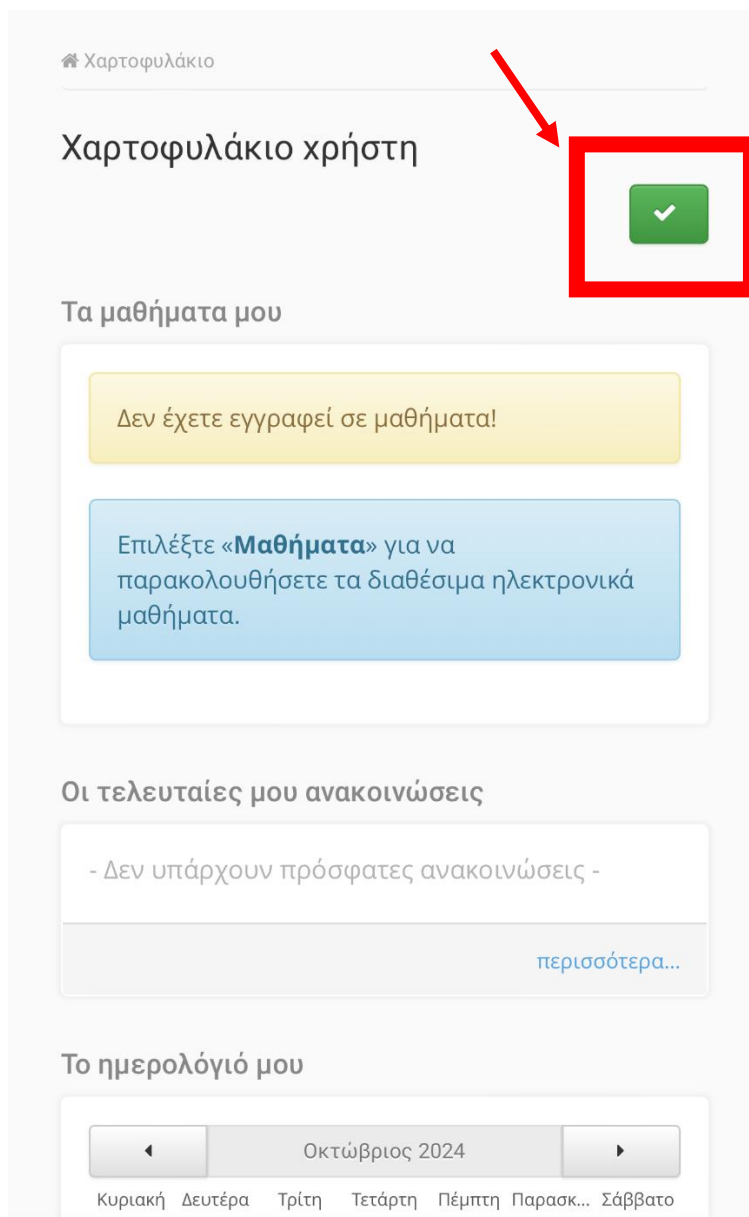 Χαρτοφυλάκιο
Χαρτοφυλάκιο χρήστη
Τα μαθήματα μου
Δεν έχετε εγγραφεί σε μαθήματα!
Επιλέξτε «Μαθήματα» για να
παρακολουθήσετε τα διαθέσιμα ηλεκτρονικά
μαθήματα.
Οι τελευταίες μου ανακοινώσεις
- Δεν υπάρχουν πρόσφατες ανακοινώσεις -
περισσότερα...
Το ημερολόγιό μου
Οκτώβριος 2024
Κυριακή Δευτέρα Τρίτη Τετάρτη Πέμπτη Παρασκ... Σάββατο